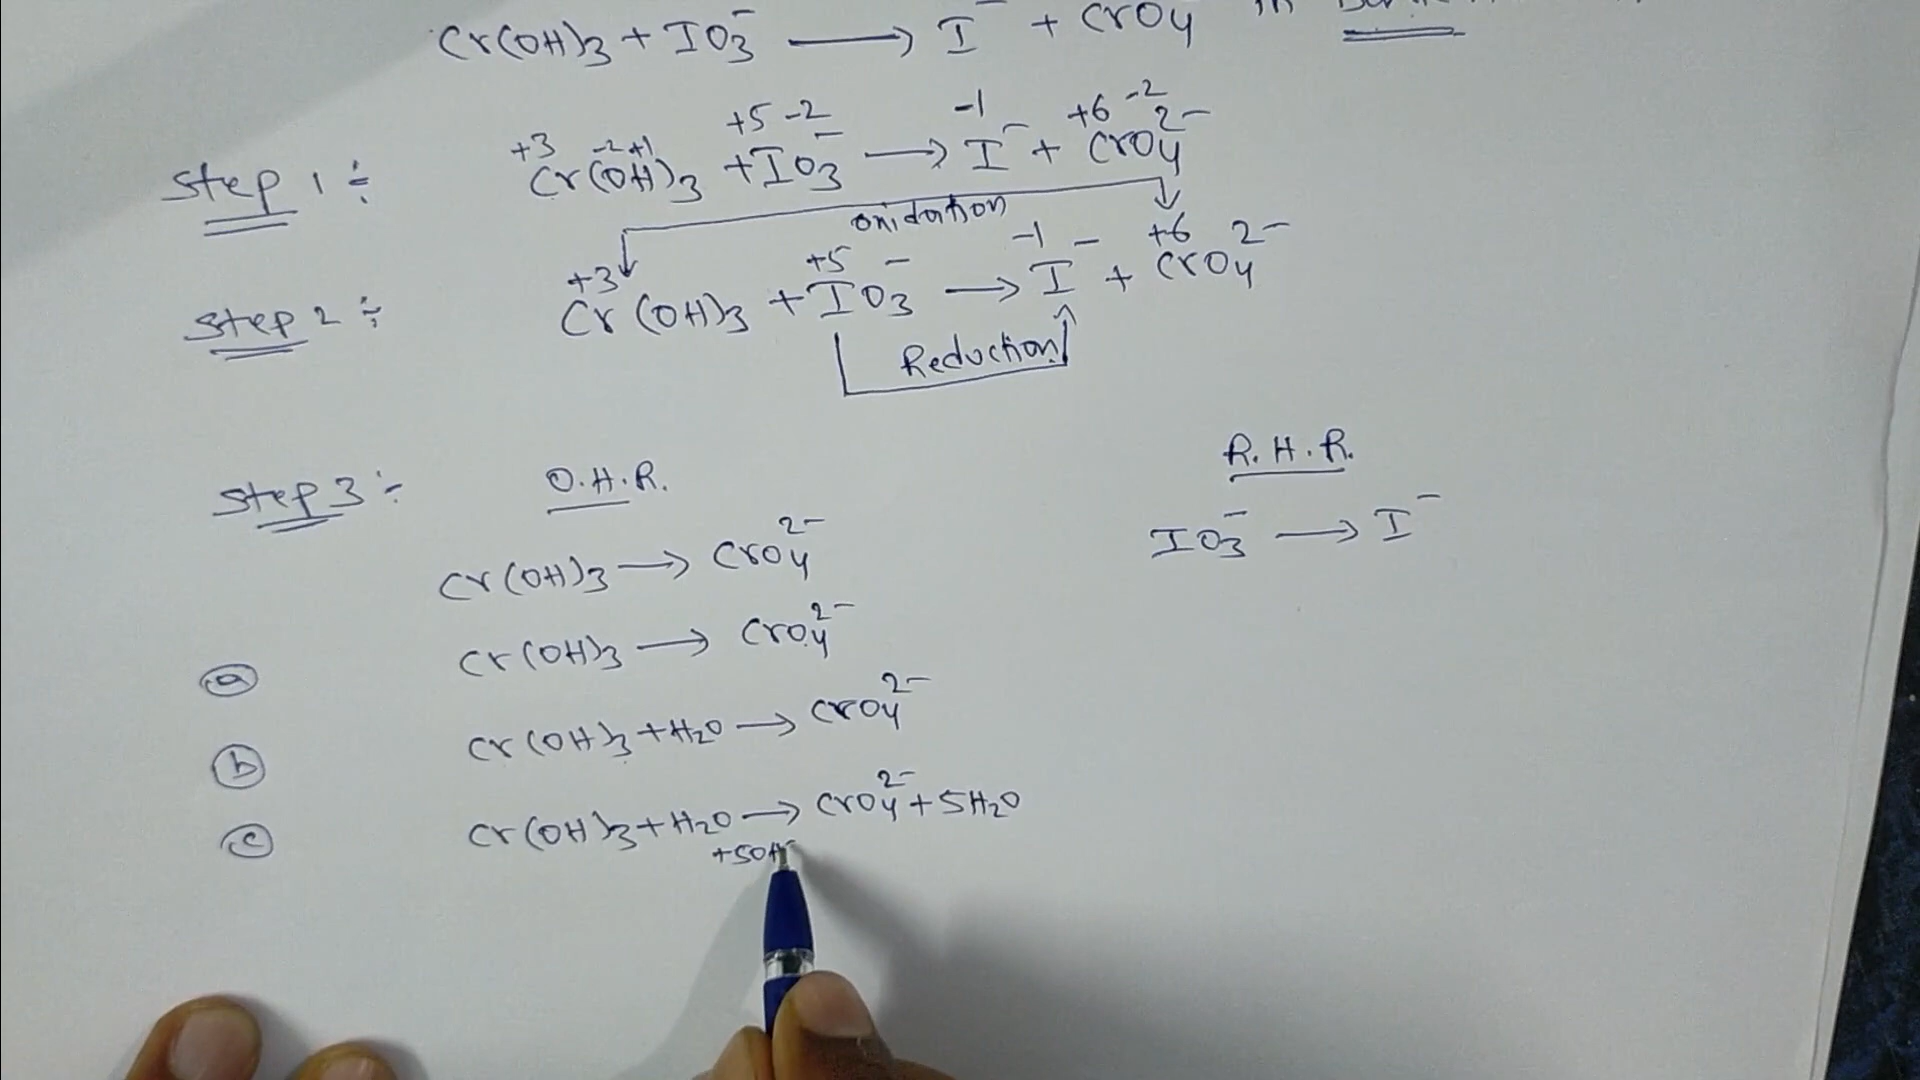 Cr(OH)3 + IO3^- ⟶ I^- + CrO4 in
Step 1 ÷ +3 -2 +1 +5 -2 -1 +6 -2
Cr(OH)3 + IO3^- ⟶ I^- + CrO4^2-
oxidation
Step 2 ÷ +3 +5 -1 +6
Cr(OH)3 + IO3^- ⟶ I^- + CrO4^2-
Reduction
Step 3 ÷ O.H.R. R.H.R.
Cr(OH)3 ⟶ CrO4^2- IO3^- ⟶ I^-
(a) Cr(OH)3 ⟶ CrO4^2-
(b) Cr(OH)3 + H2O ⟶ CrO4^2-
(c) Cr(OH)3 + H2O ⟶ CrO4^2- + 5H2O
+5OH^-